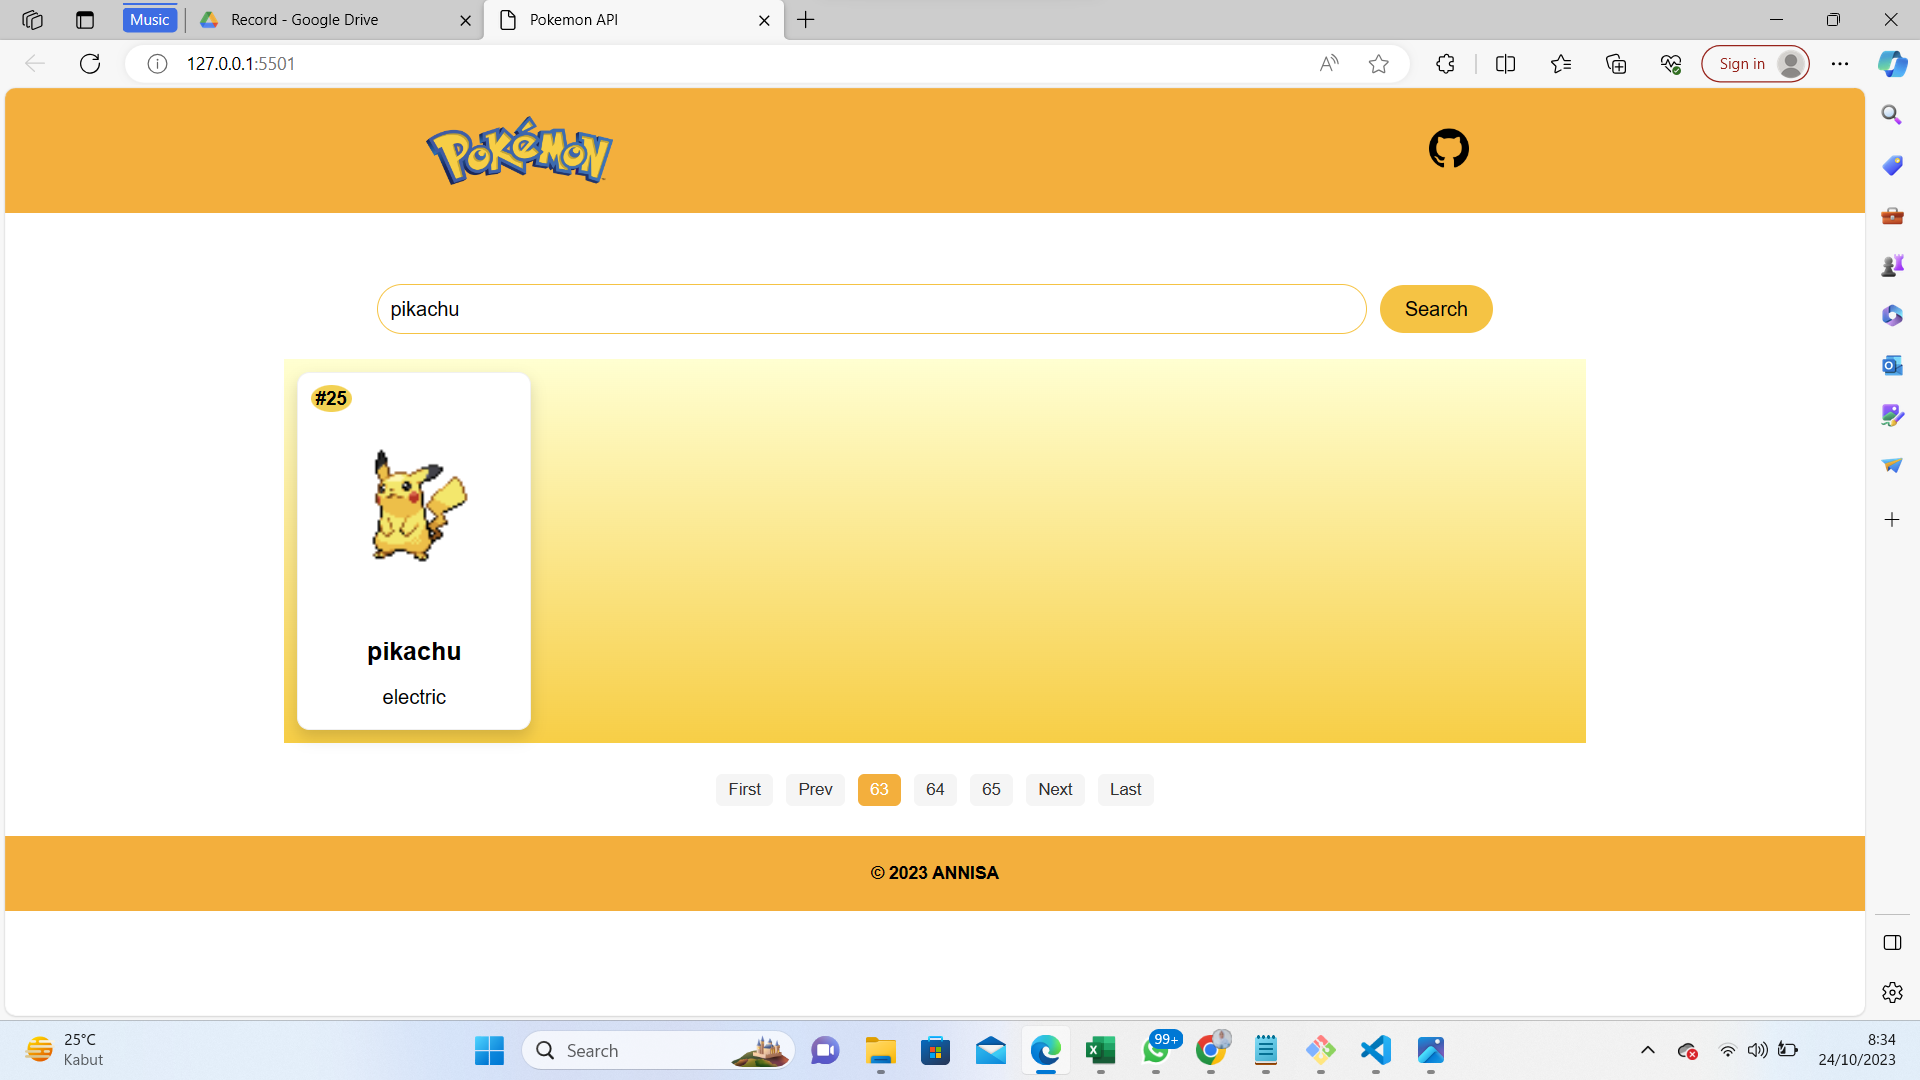 Music
Record - Google Drive
Pokemon API
127.0.0.1:5501
Sign in
POKéMON
pikachu
Search
#25
pikachu
electric
First Prev 63 64 65 Next Last
© 2023 ANNISA
25°C
Kabut
Search
99+
8:34
24/10/2023